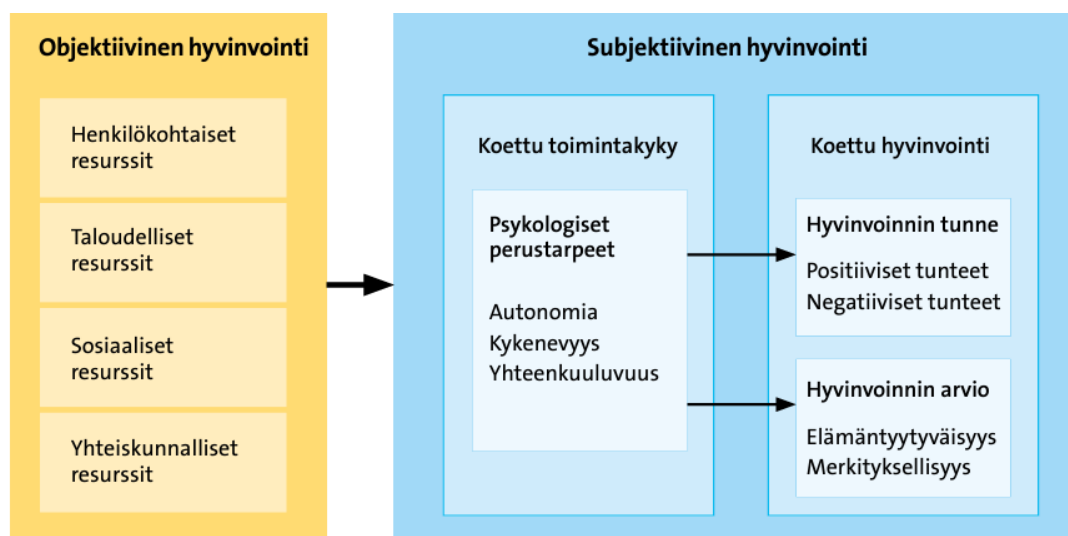 Objektiivinen hyvinvointi
Henkilökohtaiset
resurssit
Taloudelliset
resurssit
Sosiaaliset
resurssit
Yhteiskunnalliset
resurssit
Subjektiivinen hyvinvointi
Koettu toimintakyky
Psykologiset
perustarpeet
Autonomia
Kykenevyys
Yhteenkuuluvuus
Koettu hyvinvointi
Hyvinvoinnin tunne
Positiiviset tunteet
Negatiiviset tunteet
Hyvinvoinnin arvio
Elämäntyytyväisyys
Merkityksellisyys